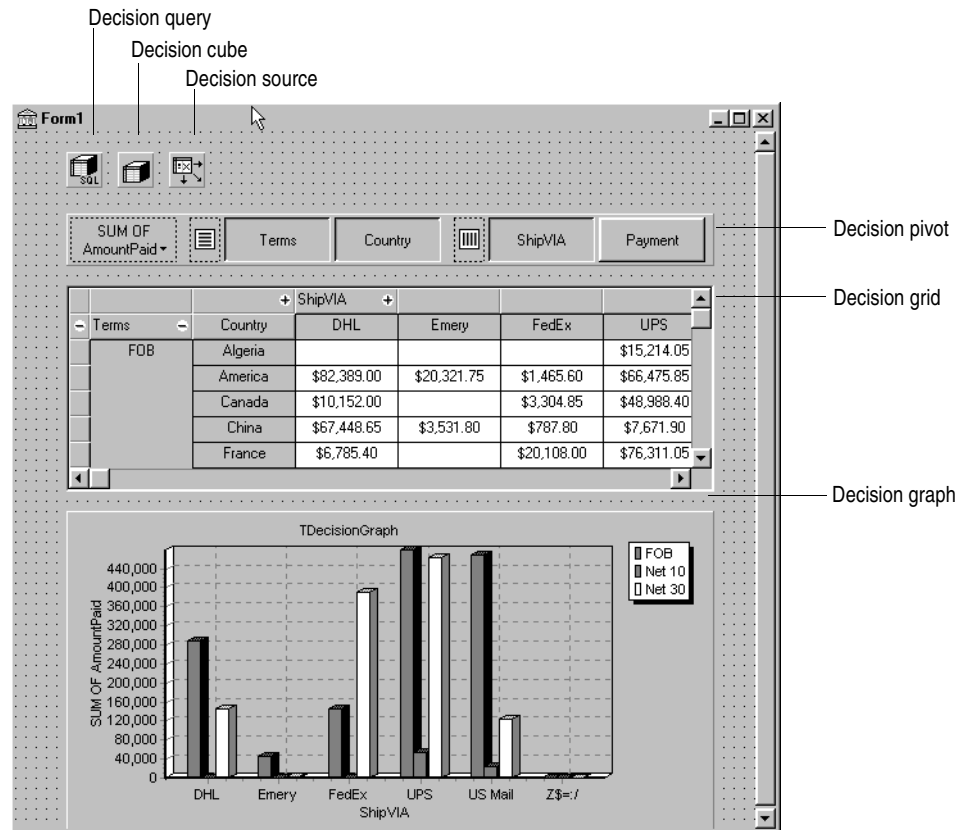 Decision query
Decision cube
Decision source
Form1
SQL
SUM OF
AmountPaid
Terms
Country
ShipVIA
Payment
Decision pivot
Decision grid
+ ShipVIA +
- Terms - Country DHL Emery FedEx UPS
FOB Algeria $15,214.05
America $82,389.00 $20,321.75 $1,465.60 $66,475.85
Canada $10,152.00 $3,304.85 $48,988.40
China $67,448.65 $3,531.80 $787.80 $7,671.90
France $6,785.40 $20,108.00 $76,311.05
Decision graph
TDecisionGraph
FOB
Net 10
Net 30
SUM OF AmountPaid
440,000
400,000
360,000
320,000
280,000
240,000
200,000
160,000
120,000
80,000
40,000
0
DHL Emery FedEx UPS US Mail Z$=:/
ShipVIA